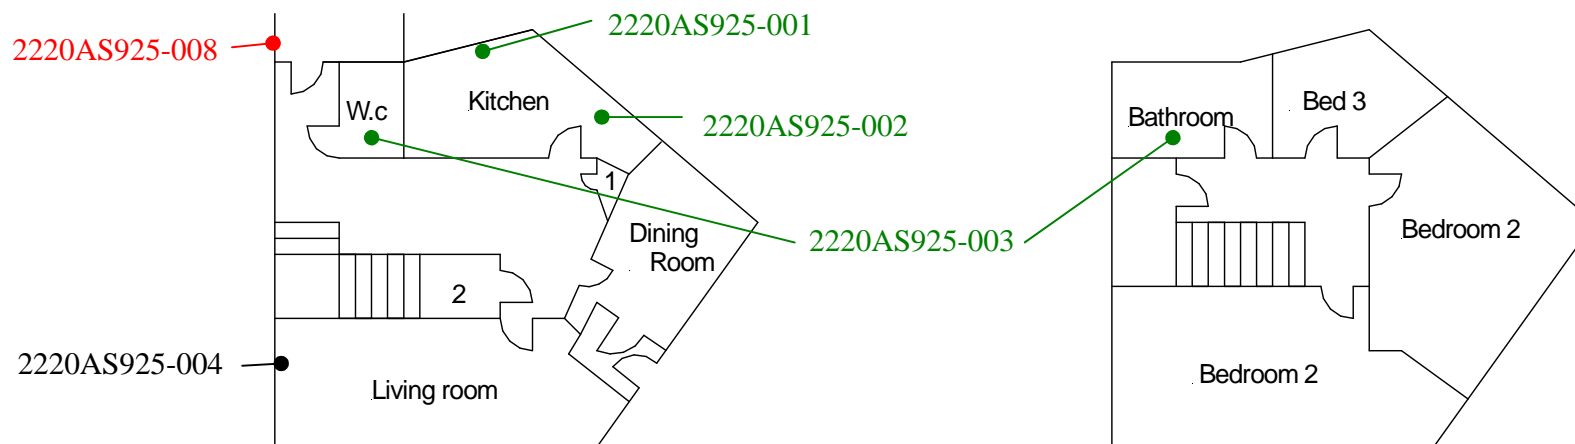 2220AS925-001
2220AS925-008
W.c
Kitchen
2220AS925-002
1
Dining
Room
2
2220AS925-003
2220AS925-004
Living room
Bathroom
Bed 3
Bedroom 2
Bedroom 2